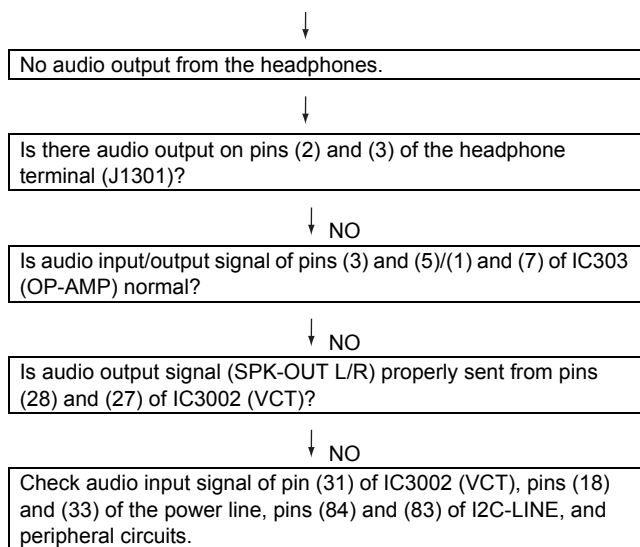 No audio output from the headphones.
Is there audio output on pins (2) and (3) of the headphone
terminal (J1301)?
NO
Is audio input/output signal of pins (3) and (5)/(1) and (7) of IC303
(OP-AMP) normal?
NO
Is audio output signal (SPK-OUT L/R) properly sent from pins
(28) and (27) of IC3002 (VCT)?
NO
Check audio input signal of pin (31) of IC3002 (VCT), pins (18)
and (33) of the power line, pins (84) and (83) of I2C-LINE, and
peripheral circuits.